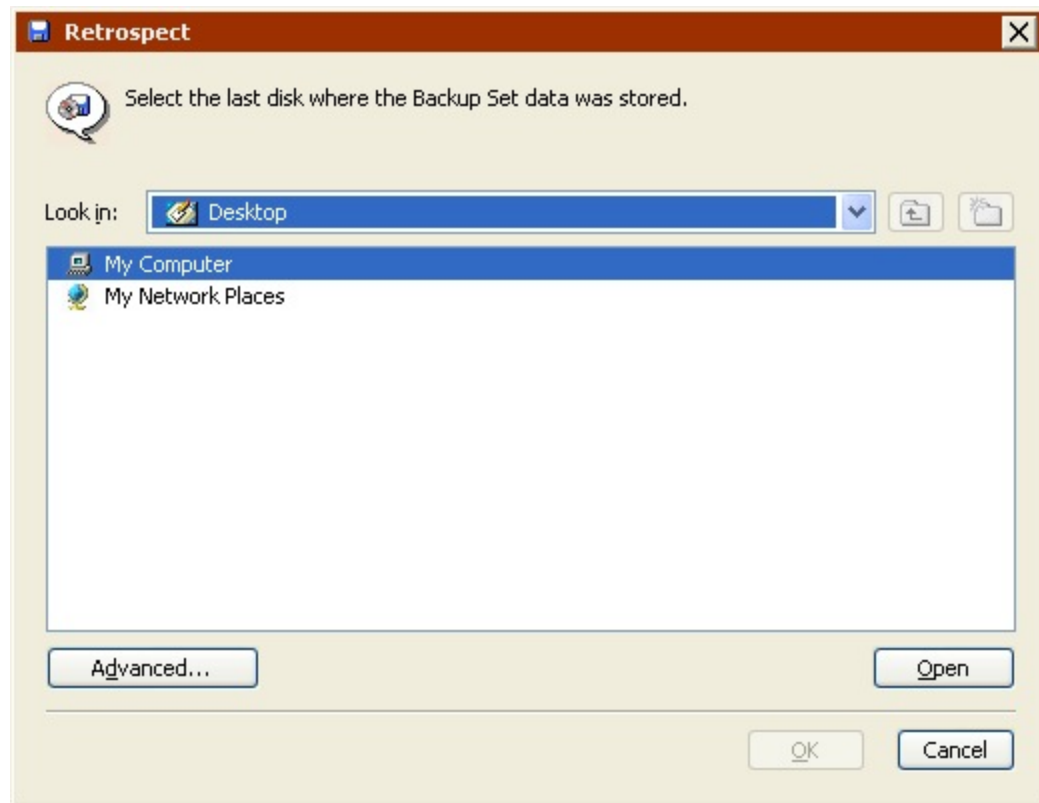 Retrospect
Select the last disk where the Backup Set data was stored.
Look in: Desktop
My Computer
My Network Places
Advanced... Open
OK Cancel